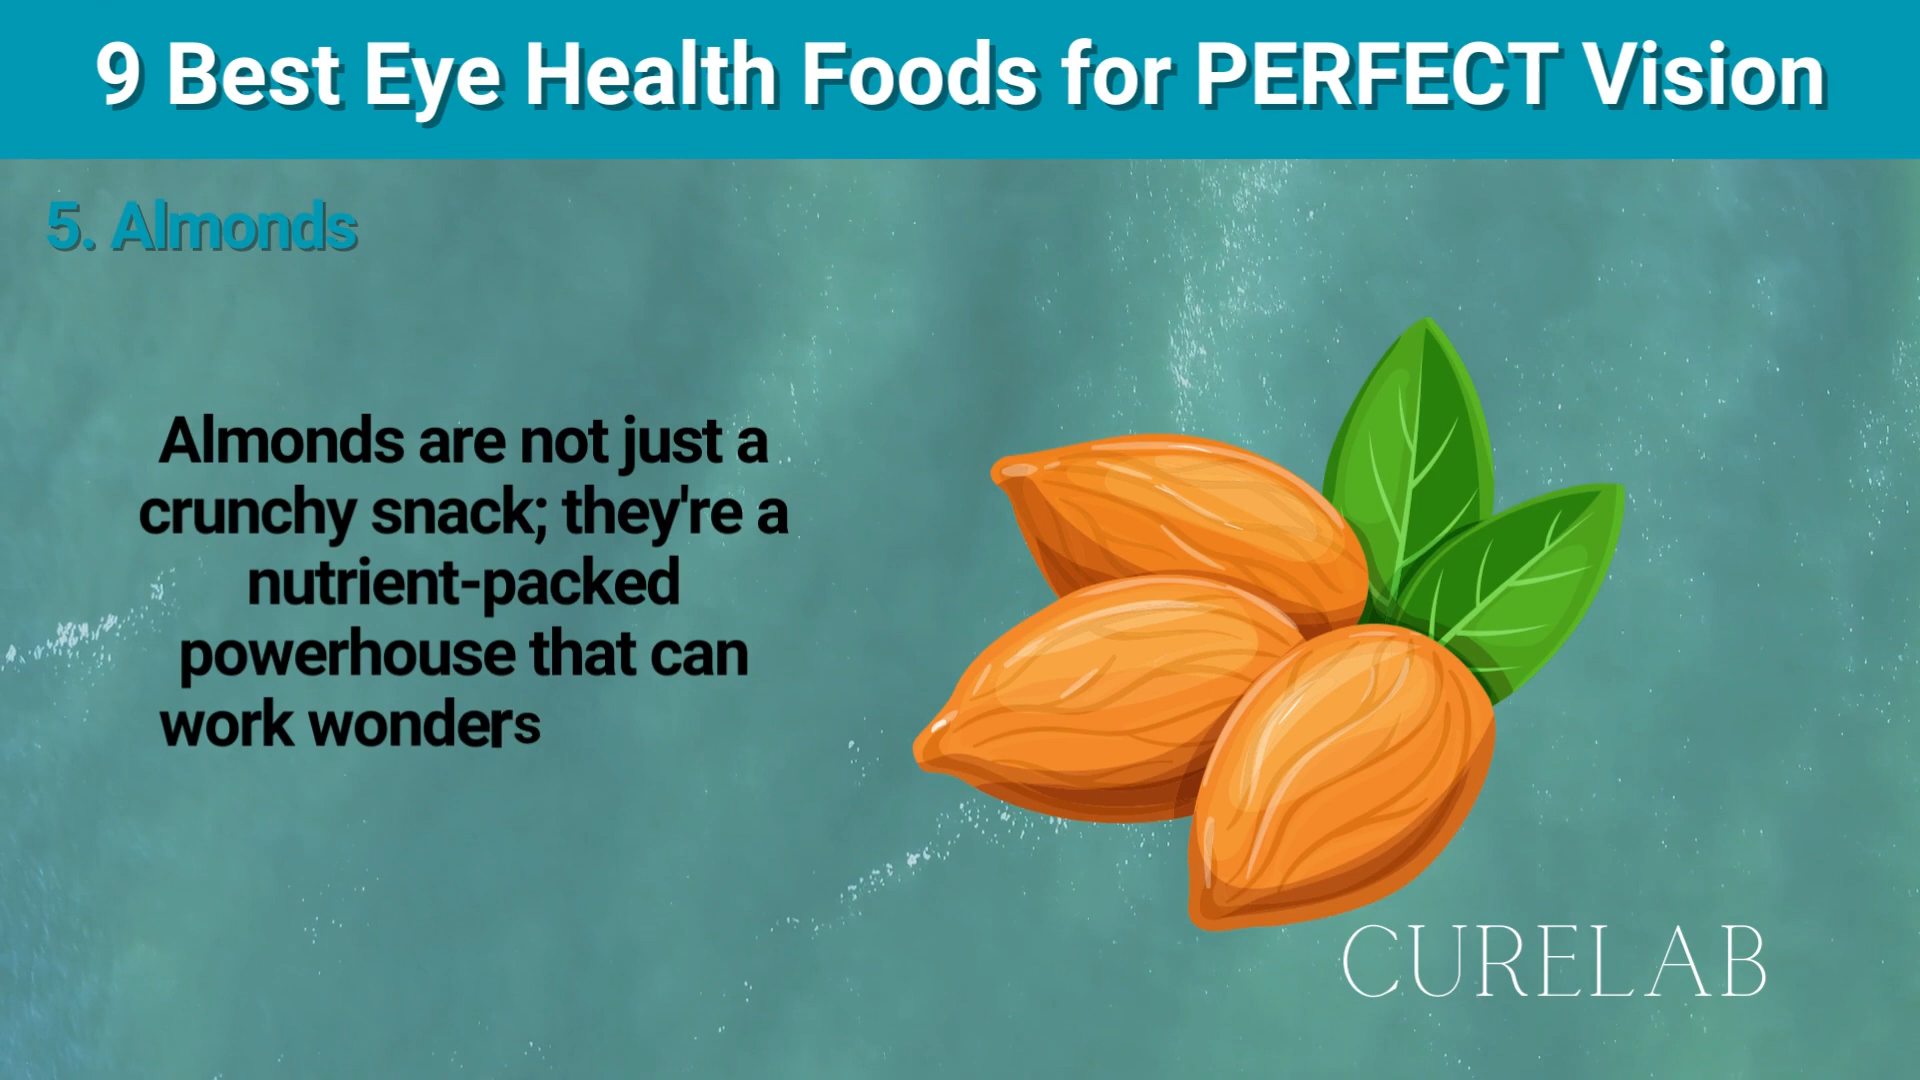 9 Best Eye Health Foods for PERFECT Vision
5. Almonds
Almonds are not just a
crunchy snack; they're a
nutrient-packed
powerhouse that can
work wonders
CURELAB